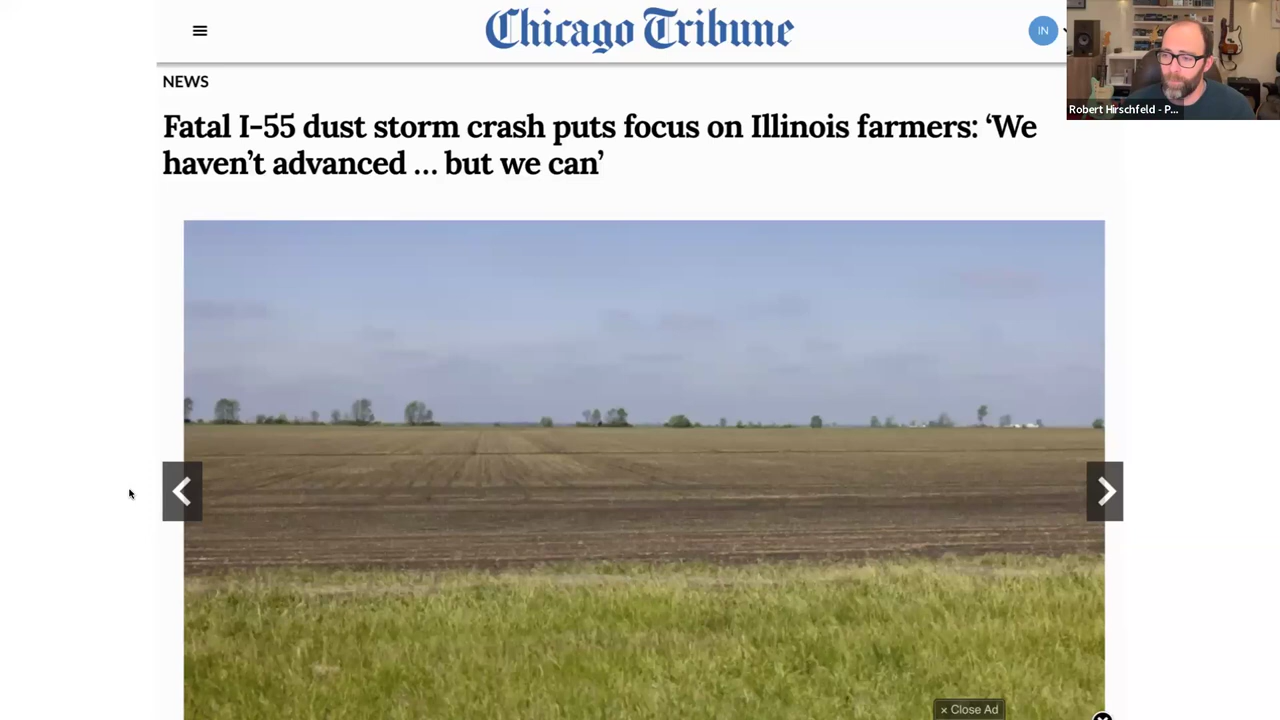 Chicago Tribune
IN
Robert Hirschfeld - P...
NEWS
Fatal I-55 dust storm crash puts focus on Illinois farmers: ‘We
haven’t advanced ... but we can’
× Close Ad